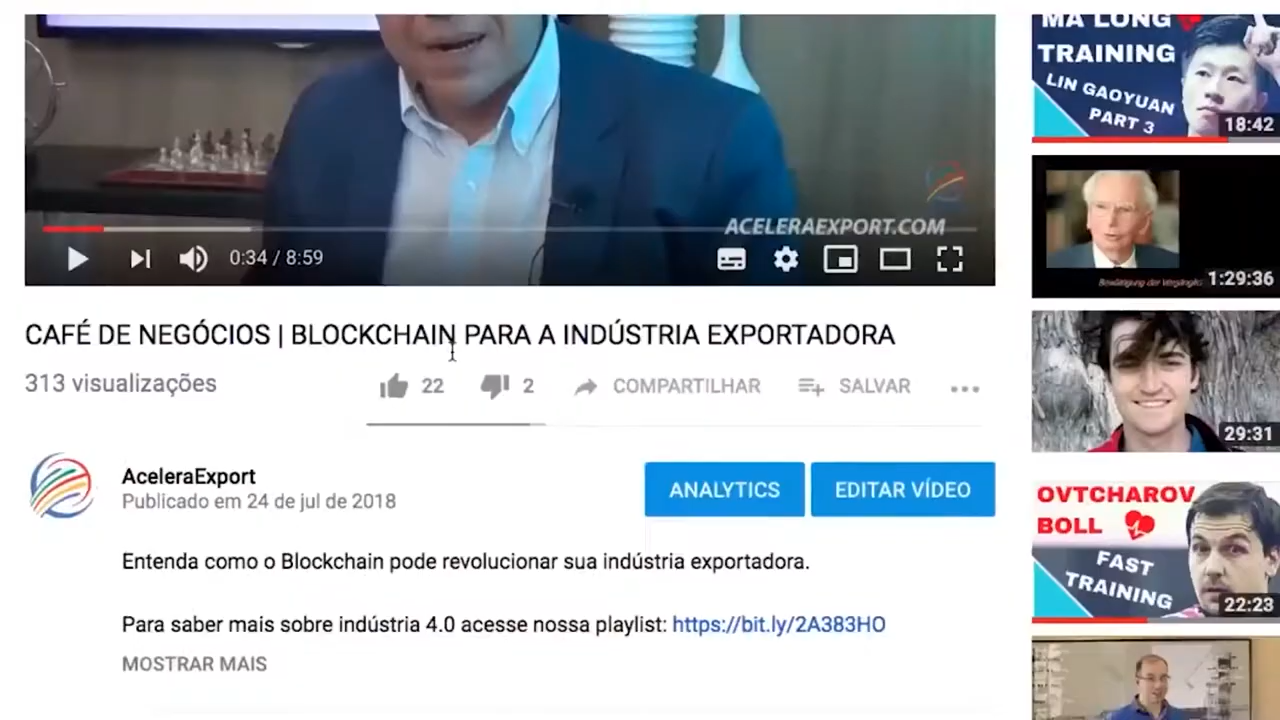 MA LONG
TRAINING
LIN GAOYUAN
PART 3
18:42
ACELERAEXPORT.COM
0:34 / 8:59
1:29:36
CAFÉ DE NEGÓCIOS | BLOCKCHAIN PARA A INDÚSTRIA EXPORTADORA
313 visualizações
22
2
COMPARTILHAR
SALVAR
29:31
AceleraExport
Publicado em 24 de jul de 2018
ANALYTICS
EDITAR VÍDEO
OVTCHAROV
BOLL
FAST
TRAINING
22:23
Entenda como o Blockchain pode revolucionar sua indústria exportadora.
Para saber mais sobre indústria 4.0 acesse nossa playlist: https://bit.ly/2A383HO
MOSTRAR MAIS